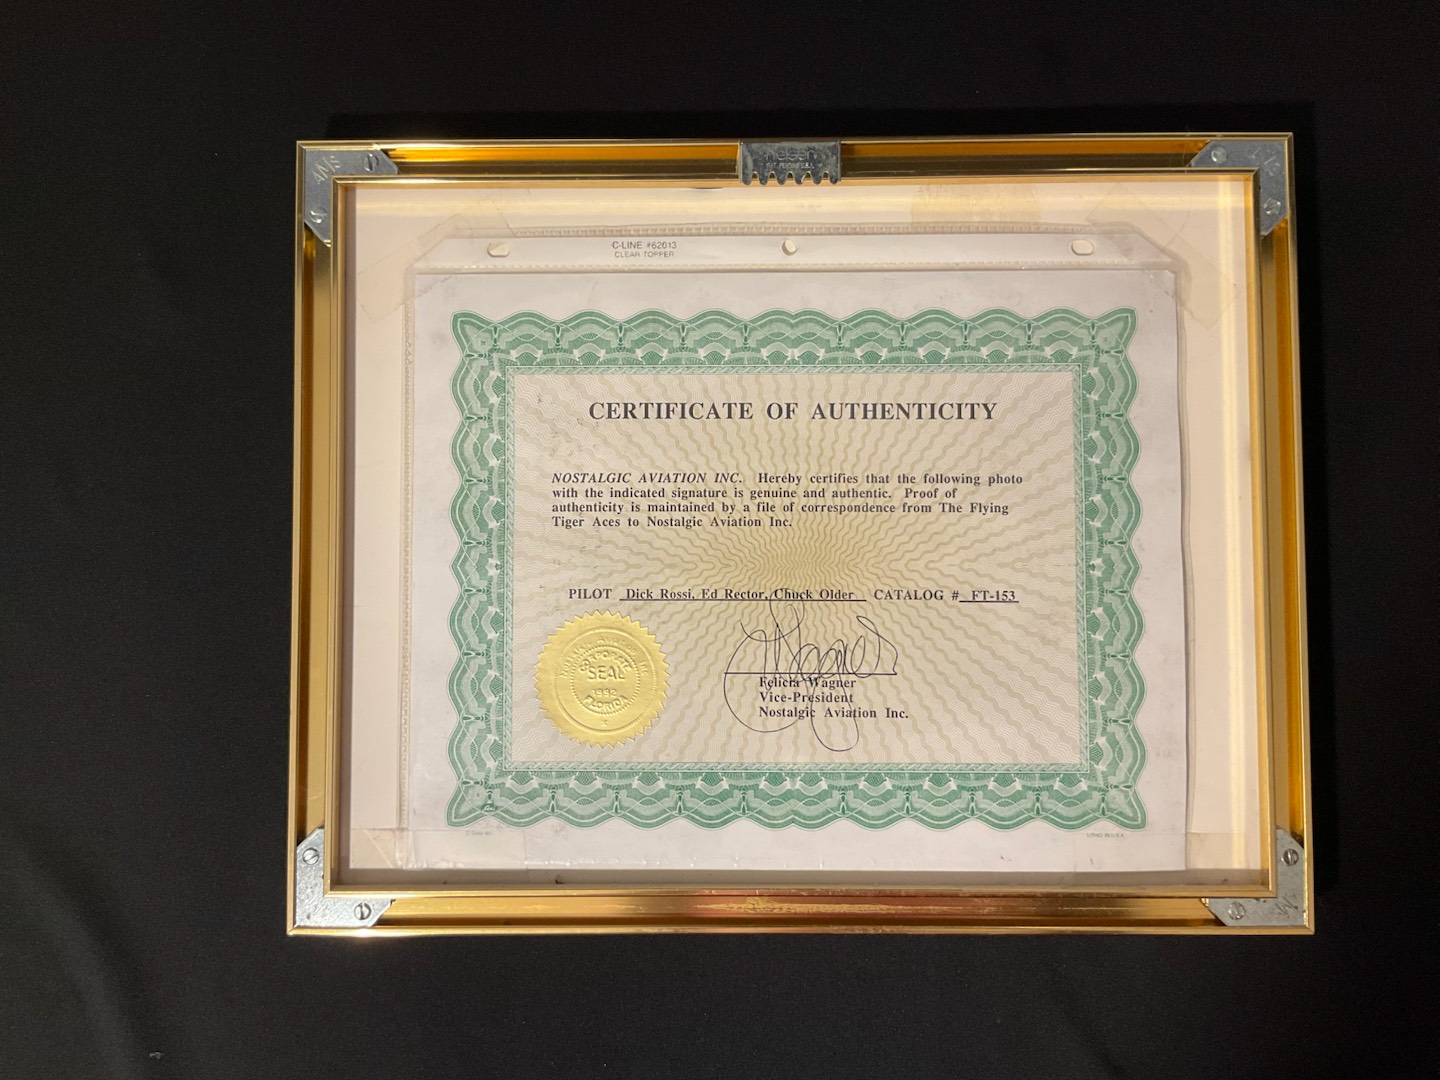 C-LINE #62013
CLEAR TOPPER
CERTIFICATE OF AUTHENTICITY
NOSTALGIC AVIATION INC. Hereby certifies that the following photo
with the indicated signature is genuine and authentic. Proof of
authenticity is maintained by a file of correspondence from The Flying
Tiger Aces to Nostalgic Aviation Inc.
PILOT Dick Rossi, Ed Rector, Chuck Older CATALOG # FT-153
CORPORATE
SEAL
1992
FLORIDA
Felicia Wagner
Vice-President
Nostalgic Aviation Inc.